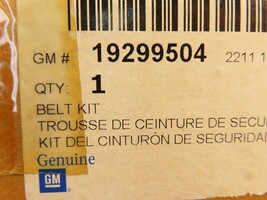 GM # 19299504 2211 1
QTY: 1
BELT KIT
TROUSSE DE CEINTURE DE SECU
KIT DEL CINTURÓN DE SEGURIDAD
Genuine
GM